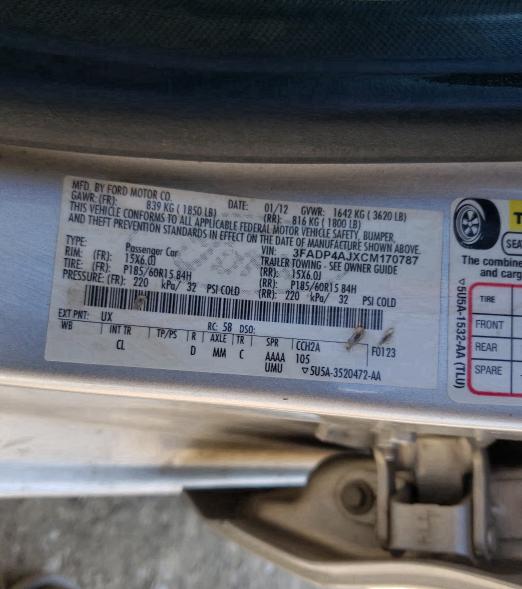 MFD. BY FORD MOTOR CO. DATE: 01/12 GVWR: 1642 KG ( 3620 LB)
GAWR: (FR): 839 KG ( 1850 LB) (RR): 816 KG ( 1800 LB)
THIS VEHICLE CONFORMS TO ALL APPLICABLE FEDERAL MOTOR VEHICLE SAFETY, BUMPER,
AND THEFT PREVENTION STANDARDS IN EFFECT ON THE DATE OF MANUFACTURE SHOWN ABOVE.
VIN: 3FADP4AJXCM170787
TYPE: Passenger Car TRAILER TOWING - SEE OWNER GUIDE
RIM: (FR): 15X6.0J (RR): 15X6.0J
TIRE: (FR): P185/60R15 84H (RR): P185/60R15 84H
PRESSURE: (FR): 220 kPa/ 32 PSI COLD (RR): 220 kPa/ 32 PSI COLD
EXT PNT: UX RC: 5B DSO: F0123
WB INT TR TP/PS R AXLE TR SPR CCH2A
CL D MM C AAAA 105
UMU ▽5U5A-3520472-AA
T
SEA
The combine
and carg
TIRE
FRONT
REAR
SPARE
▽5U5A-1532-AA (TLU)